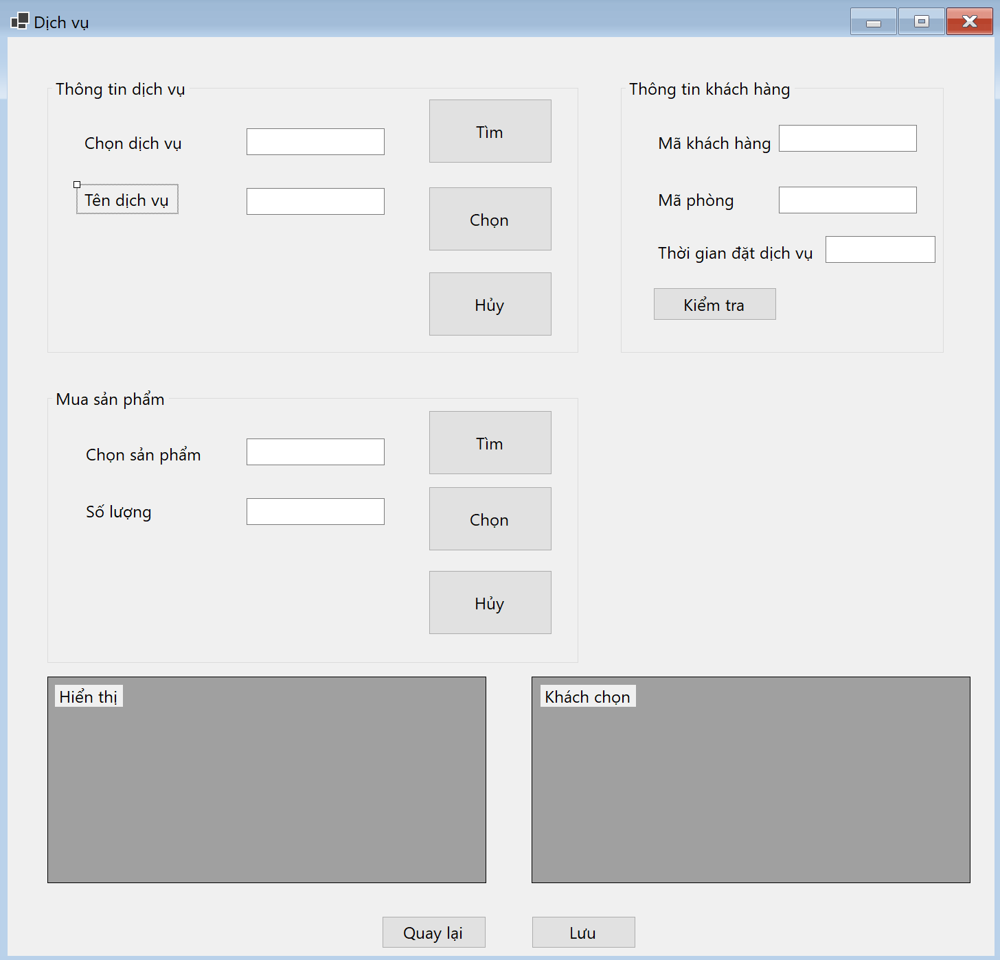 Dịch vụ
Thông tin dịch vụ
Chọn dịch vụ
Tên dịch vụ
Tìm
Chọn
Hủy
Thông tin khách hàng
Mã khách hàng
Mã phòng
Thời gian đặt dịch vụ
Kiểm tra
Mua sản phẩm
Chọn sản phẩm
Số lượng
Tìm
Chọn
Hủy
Hiển thị
Khách chọn
Quay lại
Lưu